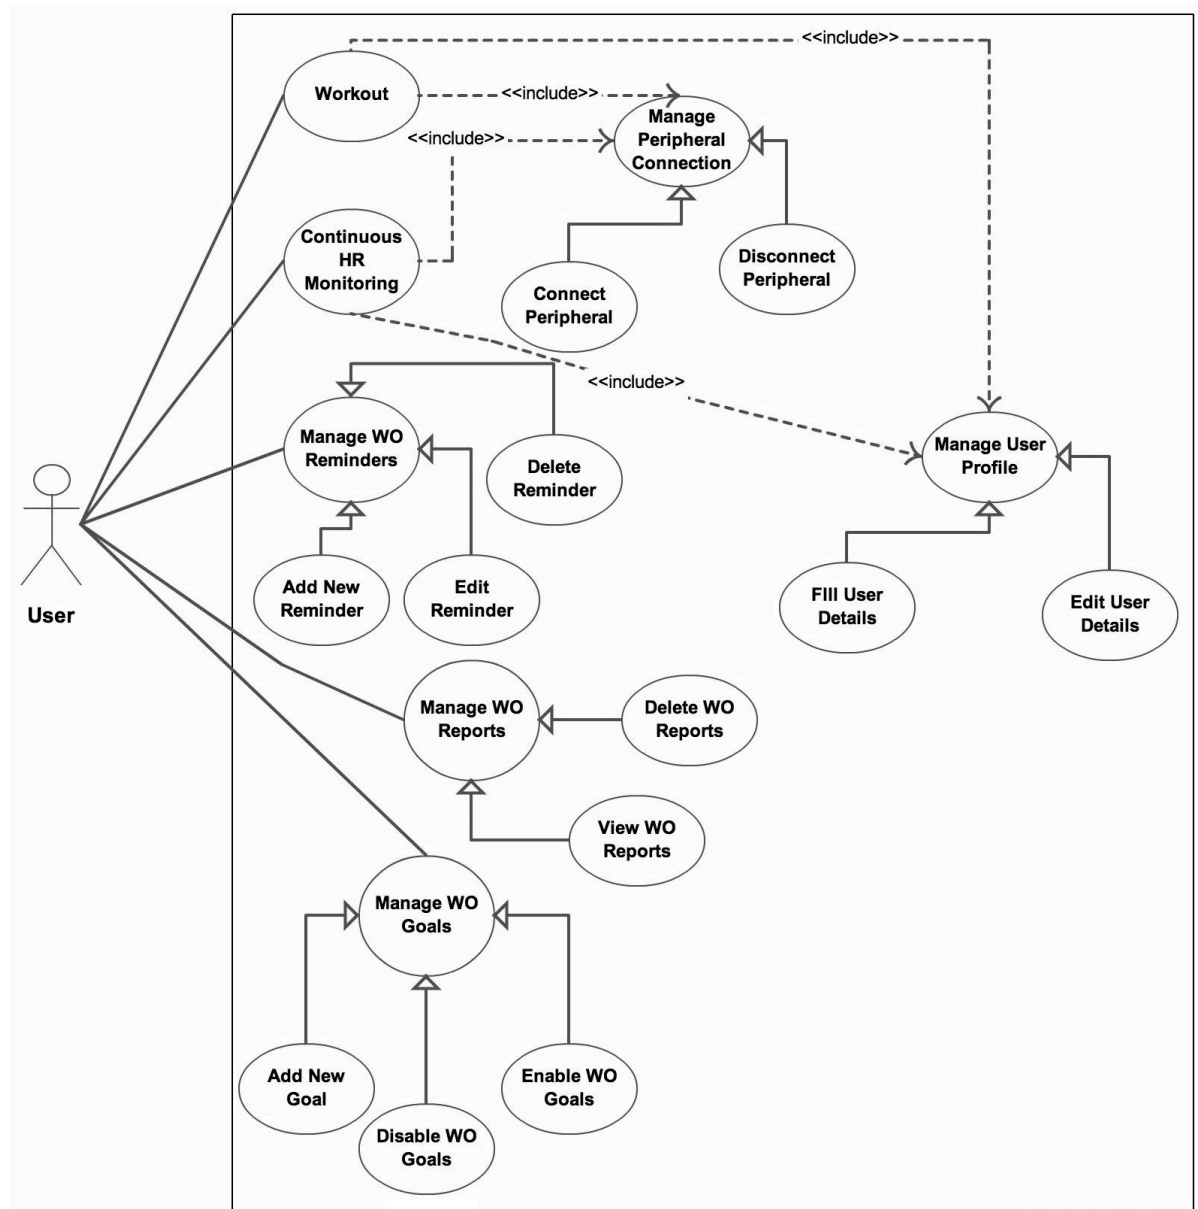 <<include>>
Workout
<<include>>
Manage
Peripheral
Connection
<<include>>
Continuous
HR
Monitoring
Disconnect
Peripheral
Connect
Peripheral
<<include>>
Manage WO
Reminders
Delete
Reminder
Manage User
Profile
User
Add New
Reminder
Edit
Reminder
FIII User
Details
Edit User
Details
Manage WO
Reports
Delete WO
Reports
View WO
Reports
Manage WO
Goals
Add New
Goal
Disable WO
Goals
Enable WO
Goals